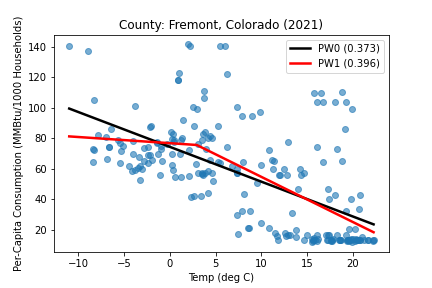 County: Fremont, Colorado (2021)
Per-Capita Consumption (MMBtu/1000 Households)
140
120
100
80
60
40
20
PW0 (0.373)
PW1 (0.396)
−10 −5 0 5 10 15 20
Temp (deg C)